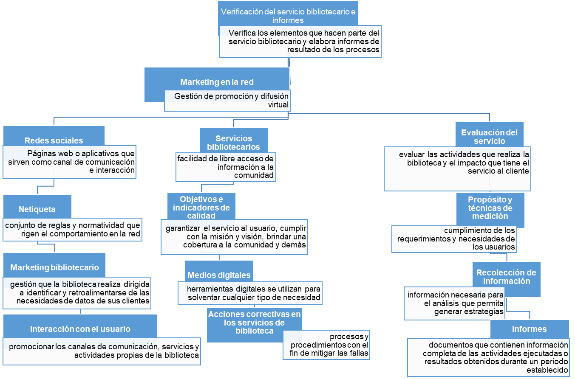 Verificación del servicio bibliotecario e
informes
Verifica los elementos que hacen parte del
servicio bibliotecario y elabora informes de
resultado de los procesos
Marketing en la red
Gestión de promoción y difusión
virtual
Redes sociales
Páginas web o aplicativos que
sirven como canal de comunicación
e interacción
Netiqueta
conjunto de reglas y normatividad que
rigen el comportamiento en la red
Marketing bibliotecario
gestión que la biblioteca realiza dirigida
a identificar y retroalimentarse de las
necesidades de datos de sus clientes
Interacción con el usuario
promocionar los canales de comunicación, servicios y
actividades propias de la biblioteca
Servicios
bibliotecarios
facilidad de libre acceso de
información a la
comunidad
Objetivos e
indicadores de
calidad
garantizar el servicio al usuario, cumplir
con la misión y visión, brindar una
cobertura a la comunidad y demás
Medios digitales
herramientas digitales se utilizan para
solventar cualquier tipo de necesidad
Acciones correctivas en
los servicios de
biblioteca
procesos y
procedimientos con el
fin de mitigar las fallas
Evaluación del
servicio
evaluar las actividades que realiza la
biblioteca y el impacto que tiene el
servicio al cliente
Propósito y
técnicas de
medición
cumplimiento de los
requerimientos y necesidades de
los usuarios
Recolección de
información
información necesaria para
el análisis que permita
generar estrategias
Informes
documentos que contienen información
completa de las actividades ejecutadas o
resultados obtenidos durante un periodo
establecido